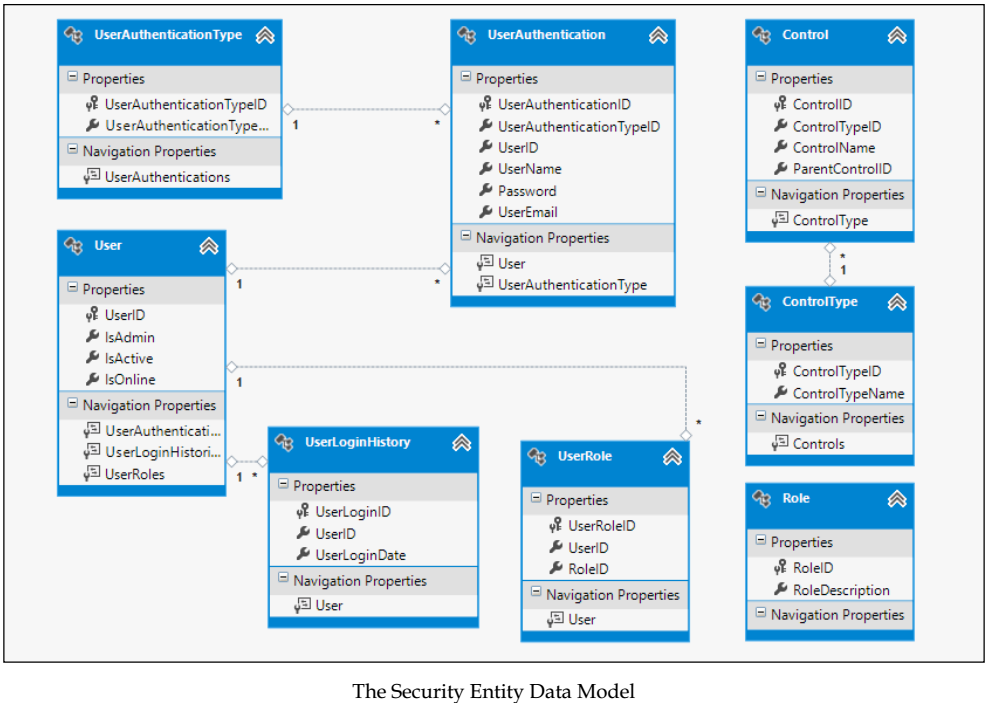 UserAuthenticationType
Properties
UserAuthenticationTypeID
UserAuthenticationType...
Navigation Properties
UserAuthentications
1
*
UserAuthentication
Properties
UserAuthenticationID
UserAuthenticationTypeID
UserID
UserName
Password
UserEmail
Navigation Properties
User
UserAuthenticationType
Control
Properties
ControlID
ControlTypeID
ControlName
ParentControlID
Navigation Properties
ControlType
*
1
User
Properties
UserID
IsAdmin
IsActive
IsOnline
Navigation Properties
UserAuthenticati...
UserLoginHistori...
UserRoles
1
*
1
*
1 *
ControlType
Properties
ControlTypeID
ControlTypeName
Navigation Properties
Controls
UserLoginHistory
Properties
UserLoginID
UserID
UserLoginDate
Navigation Properties
User
UserRole
Properties
UserRoleID
UserID
RoleID
Navigation Properties
User
Role
Properties
RoleID
RoleDescription
Navigation Properties
The Security Entity Data Model